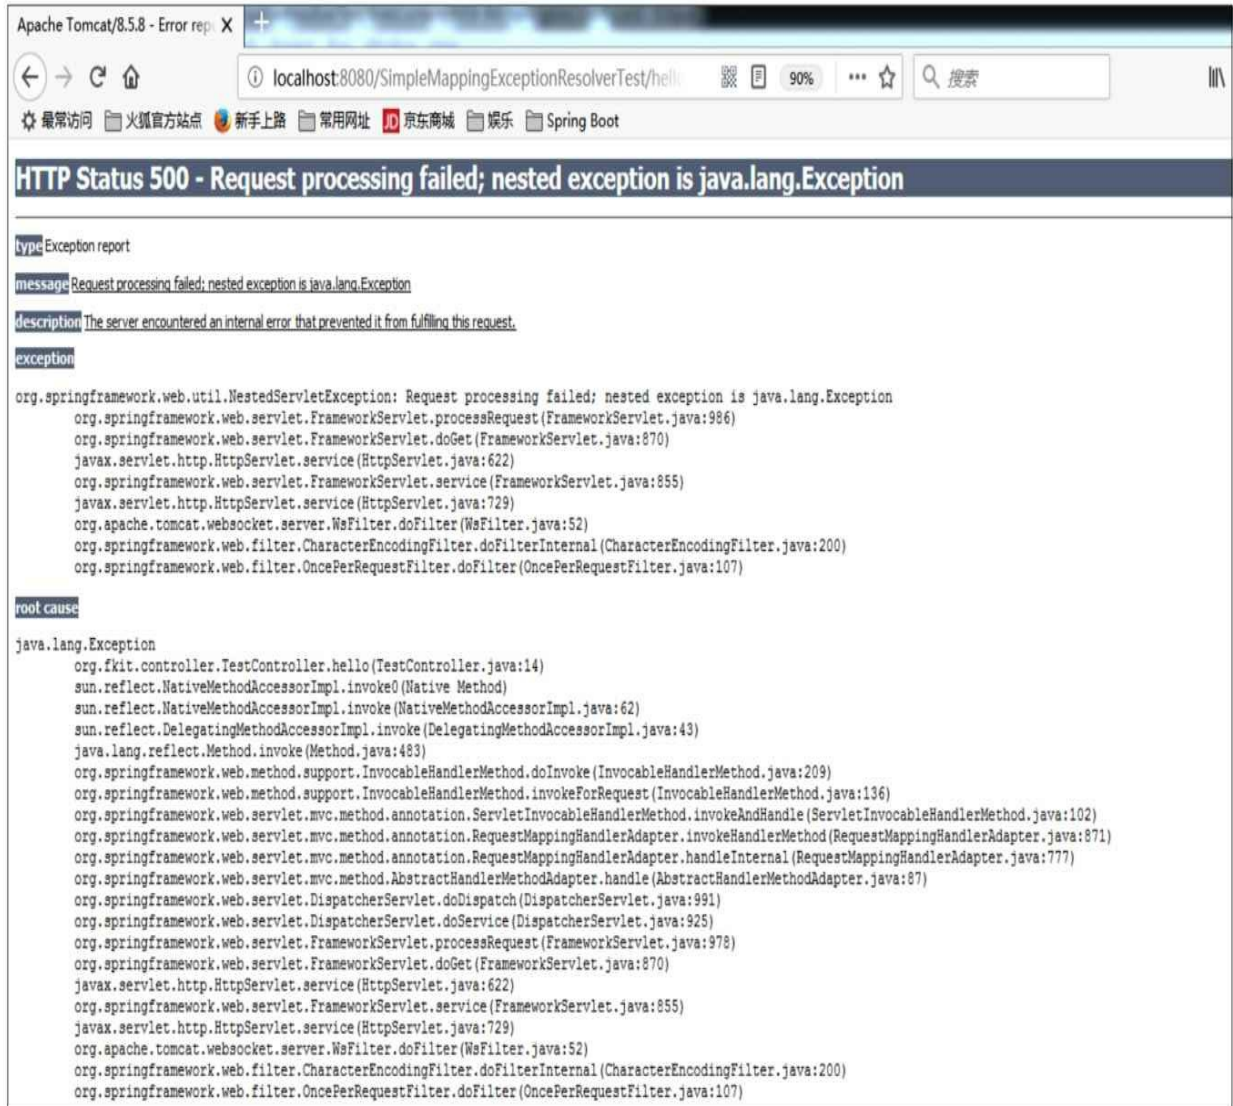 Apache Tomcat/8.5.8 - Error rep
localhost:8080/SimpleMappingExceptionResolverTest/hell
90%
搜索
最常访问 火狐官方站点 新手上路 常用网址 JD 京东商城 娱乐 Spring Boot
HTTP Status 500 - Request processing failed; nested exception is java.lang.Exception
type Exception report
message Request processing failed; nested exception is java.lang.Exception
description The server encountered an internal error that prevented it from fulfilling this request.
exception
org.springframework.web.util.NestedServletException: Request processing failed; nested exception is java.lang.Exception
org.springframework.web.servlet.FrameworkServlet.processRequest(FrameworkServlet.java:986)
org.springframework.web.servlet.FrameworkServlet.doGet(FrameworkServlet.java:870)
javax.servlet.http.HttpServlet.service(HttpServlet.java:622)
org.springframework.web.servlet.FrameworkServlet.service(FrameworkServlet.java:855)
javax.servlet.http.HttpServlet.service(HttpServlet.java:729)
org.apache.tomcat.websocket.server.WsFilter.doFilter(WsFilter.java:52)
org.springframework.web.filter.CharacterEncodingFilter.doFilterInternal(CharacterEncodingFilter.java:200)
org.springframework.web.filter.OncePerRequestFilter.doFilter(OncePerRequestFilter.java:107)
root cause
java.lang.Exception
org.fkit.controller.TestController.hello(TestController.java:14)
sun.reflect.NativeMethodAccessorImpl.invoke0(Native Method)
sun.reflect.NativeMethodAccessorImpl.invoke(NativeMethodAccessorImpl.java:62)
sun.reflect.DelegatingMethodAccessorImpl.invoke(DelegatingMethodAccessorImpl.java:43)
java.lang.reflect.Method.invoke(Method.java:483)
org.springframework.web.method.support.InvocableHandlerMethod.doInvoke(InvocableHandlerMethod.java:209)
org.springframework.web.method.support.InvocableHandlerMethod.invokeForRequest(InvocableHandlerMethod.java:136)
org.springframework.web.servlet.mvc.method.annotation.ServletInvocableHandlerMethod.invokeAndHandle(ServletInvocableHandlerMethod.java:102)
org.springframework.web.servlet.mvc.method.annotation.RequestMappingHandlerAdapter.invokeHandlerMethod(RequestMappingHandlerAdapter.java:871)
org.springframework.web.servlet.mvc.method.annotation.RequestMappingHandlerAdapter.handleInternal(RequestMappingHandlerAdapter.java:777)
org.springframework.web.servlet.mvc.method.AbstractHandlerMethodAdapter.handle(AbstractHandlerMethodAdapter.java:87)
org.springframework.web.servlet.DispatcherServlet.doDispatch(DispatcherServlet.java:991)
org.springframework.web.servlet.DispatcherServlet.doService(DispatcherServlet.java:925)
org.springframework.web.servlet.FrameworkServlet.processRequest(FrameworkServlet.java:978)
org.springframework.web.servlet.FrameworkServlet.doGet(FrameworkServlet.java:870)
javax.servlet.http.HttpServlet.service(HttpServlet.java:622)
org.springframework.web.servlet.FrameworkServlet.service(FrameworkServlet.java:855)
javax.servlet.http.HttpServlet.service(HttpServlet.java:729)
org.apache.tomcat.websocket.server.WsFilter.doFilter(WsFilter.java:52)
org.springframework.web.filter.CharacterEncodingFilter.doFilterInternal(CharacterEncodingFilter.java:200)
org.springframework.web.filter.OncePerRequestFilter.doFilter(OncePerRequestFilter.java:107)